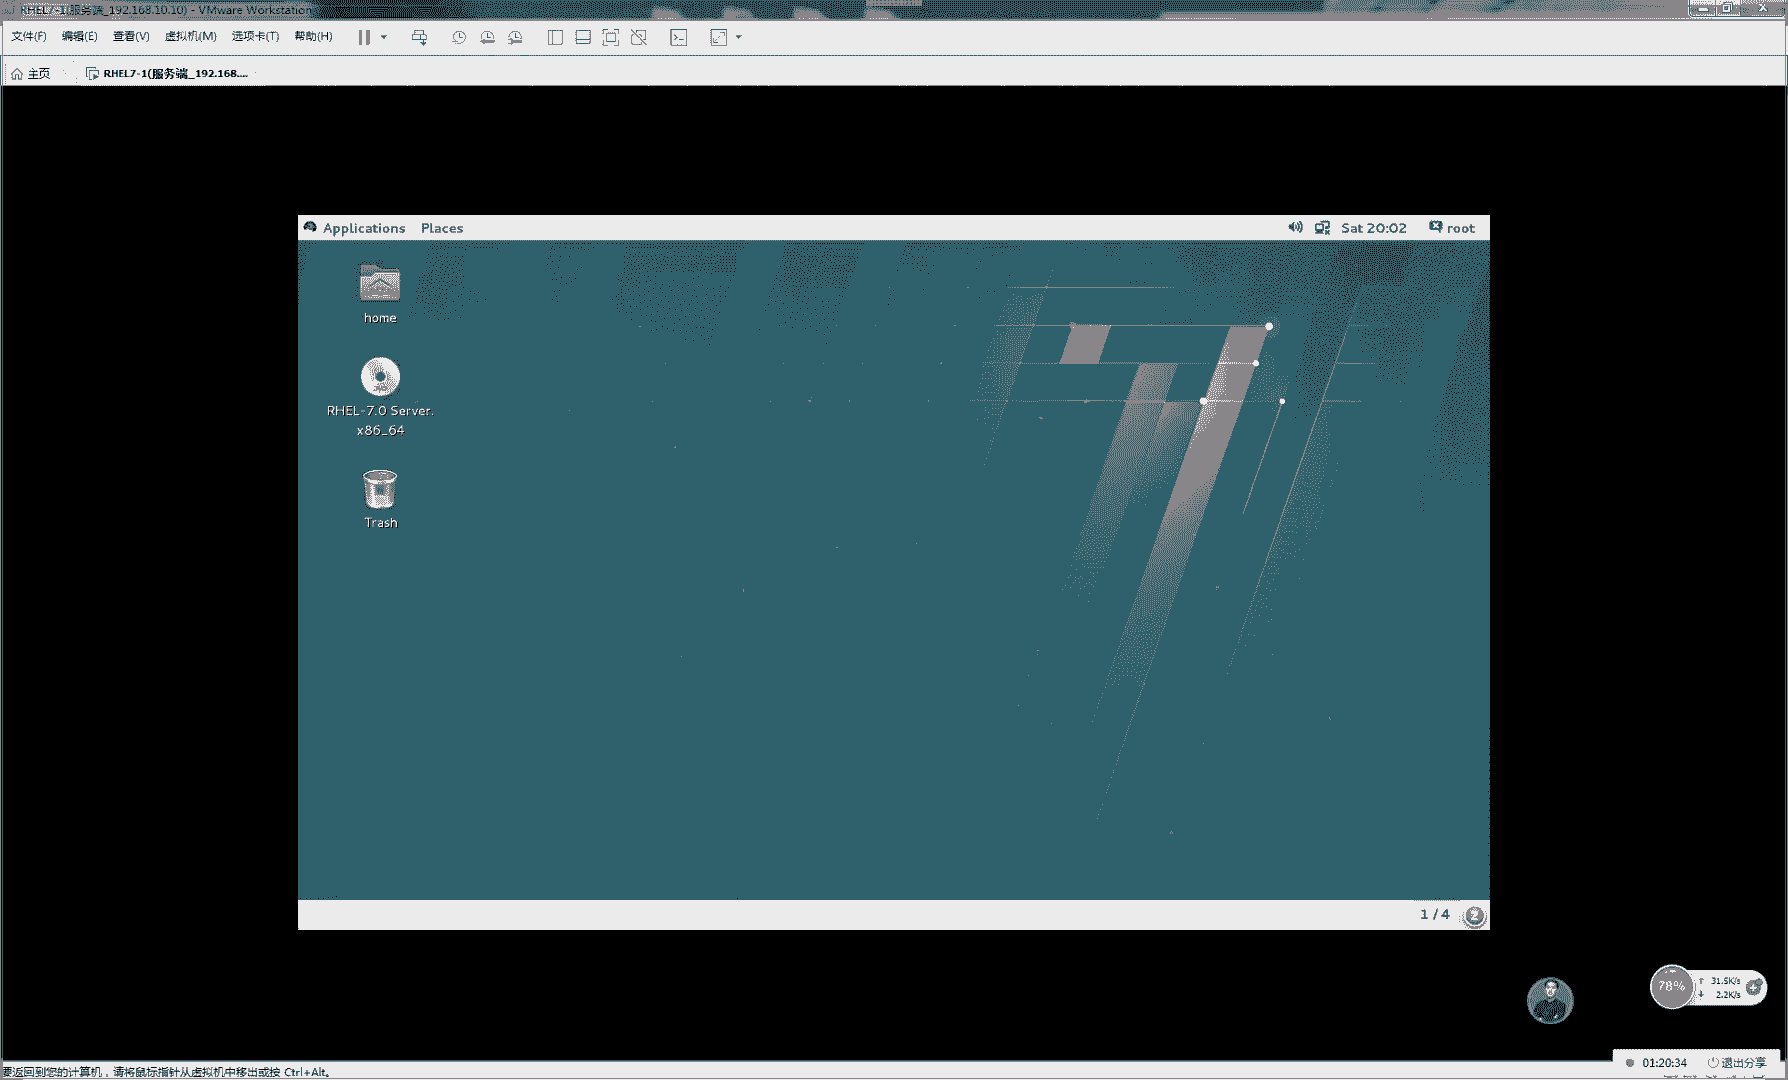 RHEL7-1(服务端_192.168.10.10) - VMware Workstation
文件(F) 编辑(E) 查看(V) 虚拟机(M) 选项卡(T) 帮助(H)
主页 RHEL7-1(服务端_192.168....
Applications Places Sat 20:02 root
home
RHEL-7.0 Server.
x86_64
Trash
1 / 4
78% 31.5K/s
2.2K/s
01:20:34 退出分享
要返回到您的计算机，请将鼠标指针从虚拟机中移出或按 Ctrl+Alt。